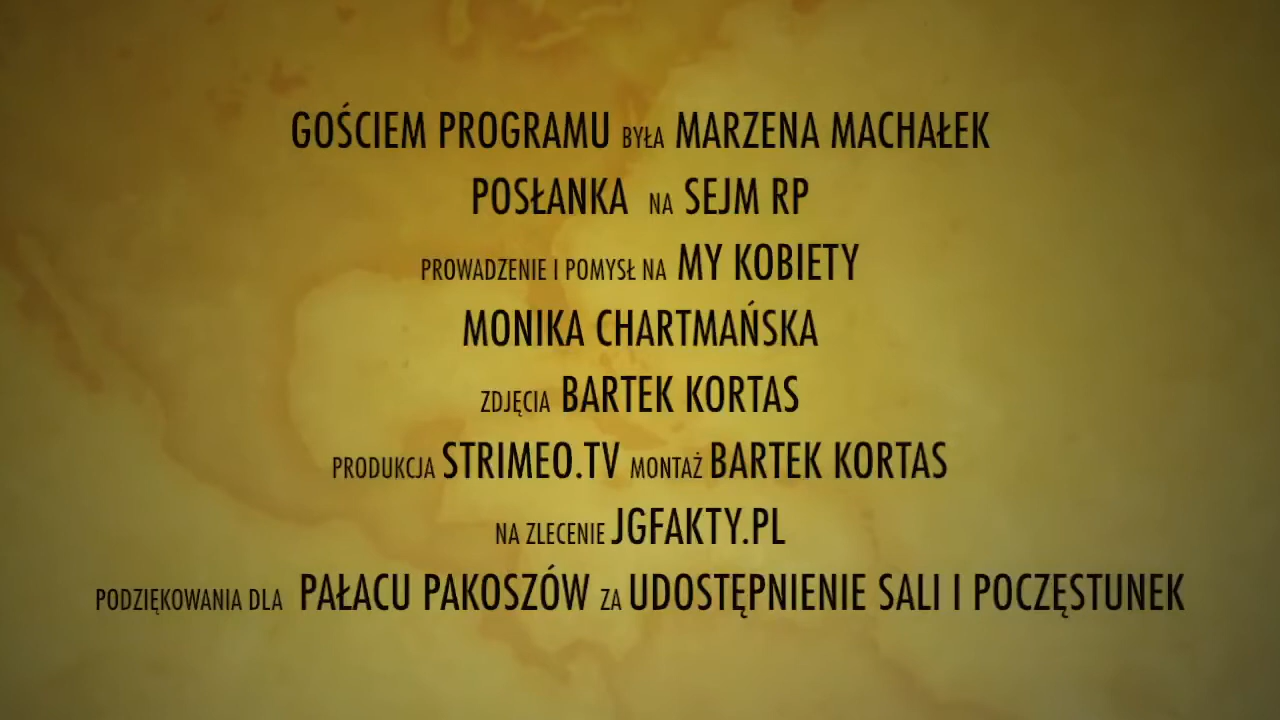 GOŚCIEM PROGRAMU BYŁA MARZENA MACHAŁEK
POSŁANKA NA SEJM RP
PROWADZENIE I POMYSŁ NA MY KOBIETY
MONIKA CHARTMAŃSKA
ZDJĘCIA BARTEK KORTAS
PRODUKCJA STRIMEO.TV MONTAŻ BARTEK KORTAS
NA ZLECENIE JGFAKTY.PL
PODZIĘKOWANIA DLA PAŁACU PAKOSZÓW ZA UDOSTĘPNIENIE SALI I POCZĘSTUNEK